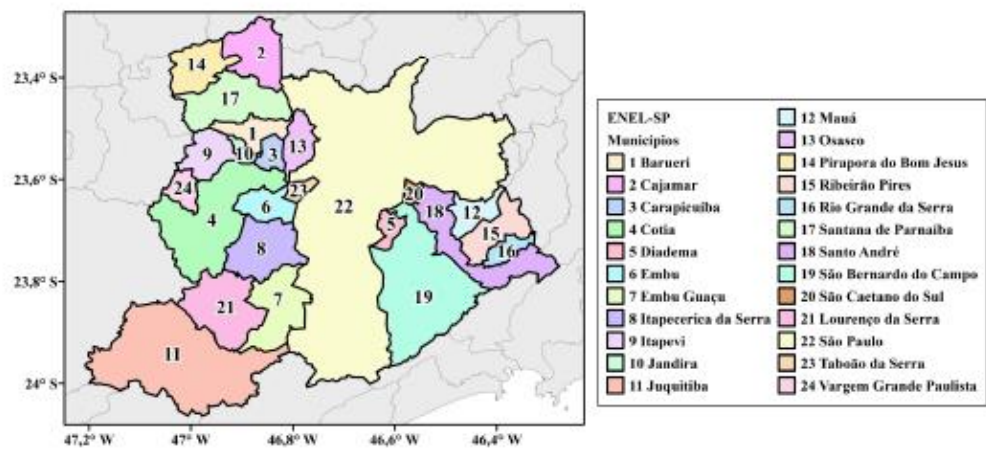 14
2
23,4° S
17
1
13
9
10
3
23,6° S
24
23
20
22
18
12
4
6
5
15
8
16
23,8° S
19
21
7
11
24° S
47,2° W
47° W
46,8° W
46,6° W
46,4° W
ENEL-SP
Municípios
1 Barueri
2 Cajamar
3 Carapicuíba
4 Cotia
5 Diadema
6 Embu
7 Embu Guaçu
8 Itapecerica da Serra
9 Itapevi
10 Jandira
11 Juquitiba
12 Mauá
13 Osasco
14 Pirapora do Bom Jesus
15 Ribeirão Pires
16 Rio Grande da Serra
17 Santana de Parnaíba
18 Santo André
19 São Bernardo do Campo
20 São Caetano do Sul
21 Lourenço da Serra
22 São Paulo
23 Taboão da Serra
24 Vargem Grande Paulista